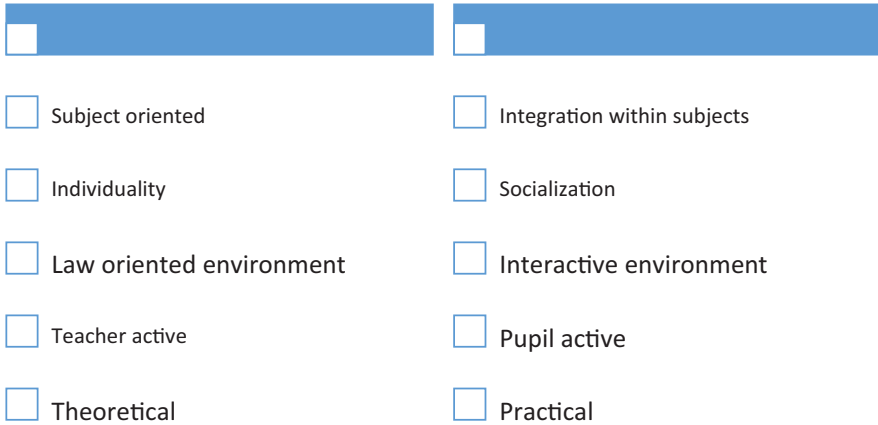 Subject oriented
Individuality
Law oriented environment
Teacher active
Theoretical
Integration within subjects
Socialization
Interactive environment
Pupil active
Practical